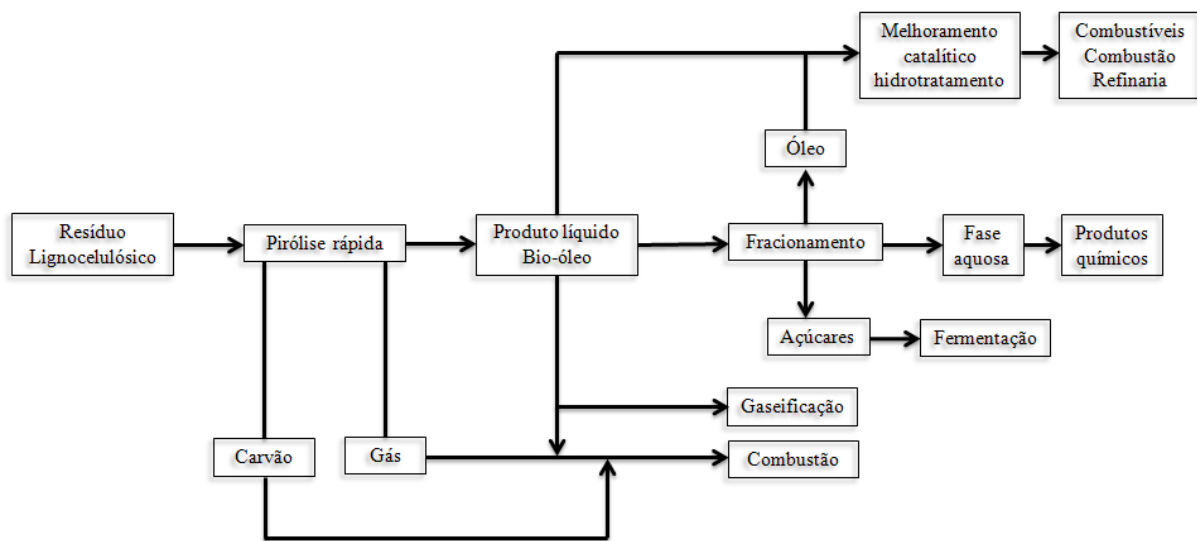 Melhoramento
catalítico
hidrotratamento
Combustíveis
Combustão
Refinaria
Óleo
Resíduo
Lignocelulósico
Pirólise rápida
Produto líquido
Bio-óleo
Fracionamento
Fase
aquosa
Produtos
químicos
Açúcares
Fermentação
Gaseificação
Carvão
Gás
Combustão